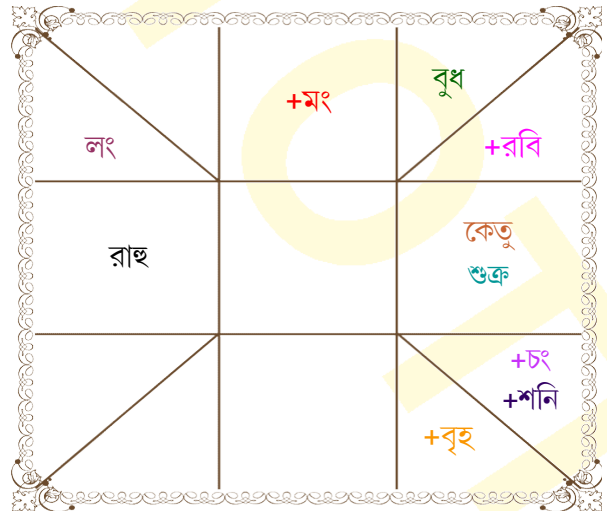 বুধ
+মং
লং
+রবি
রাহু
কেতু
শুক্র
+চং
+শনি
+বৃহ